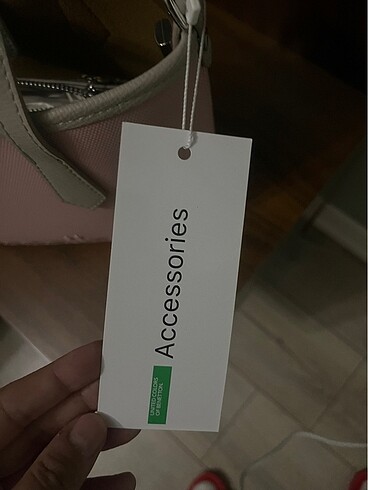 Accessories
UNITED COLORS
OF BENETTON.